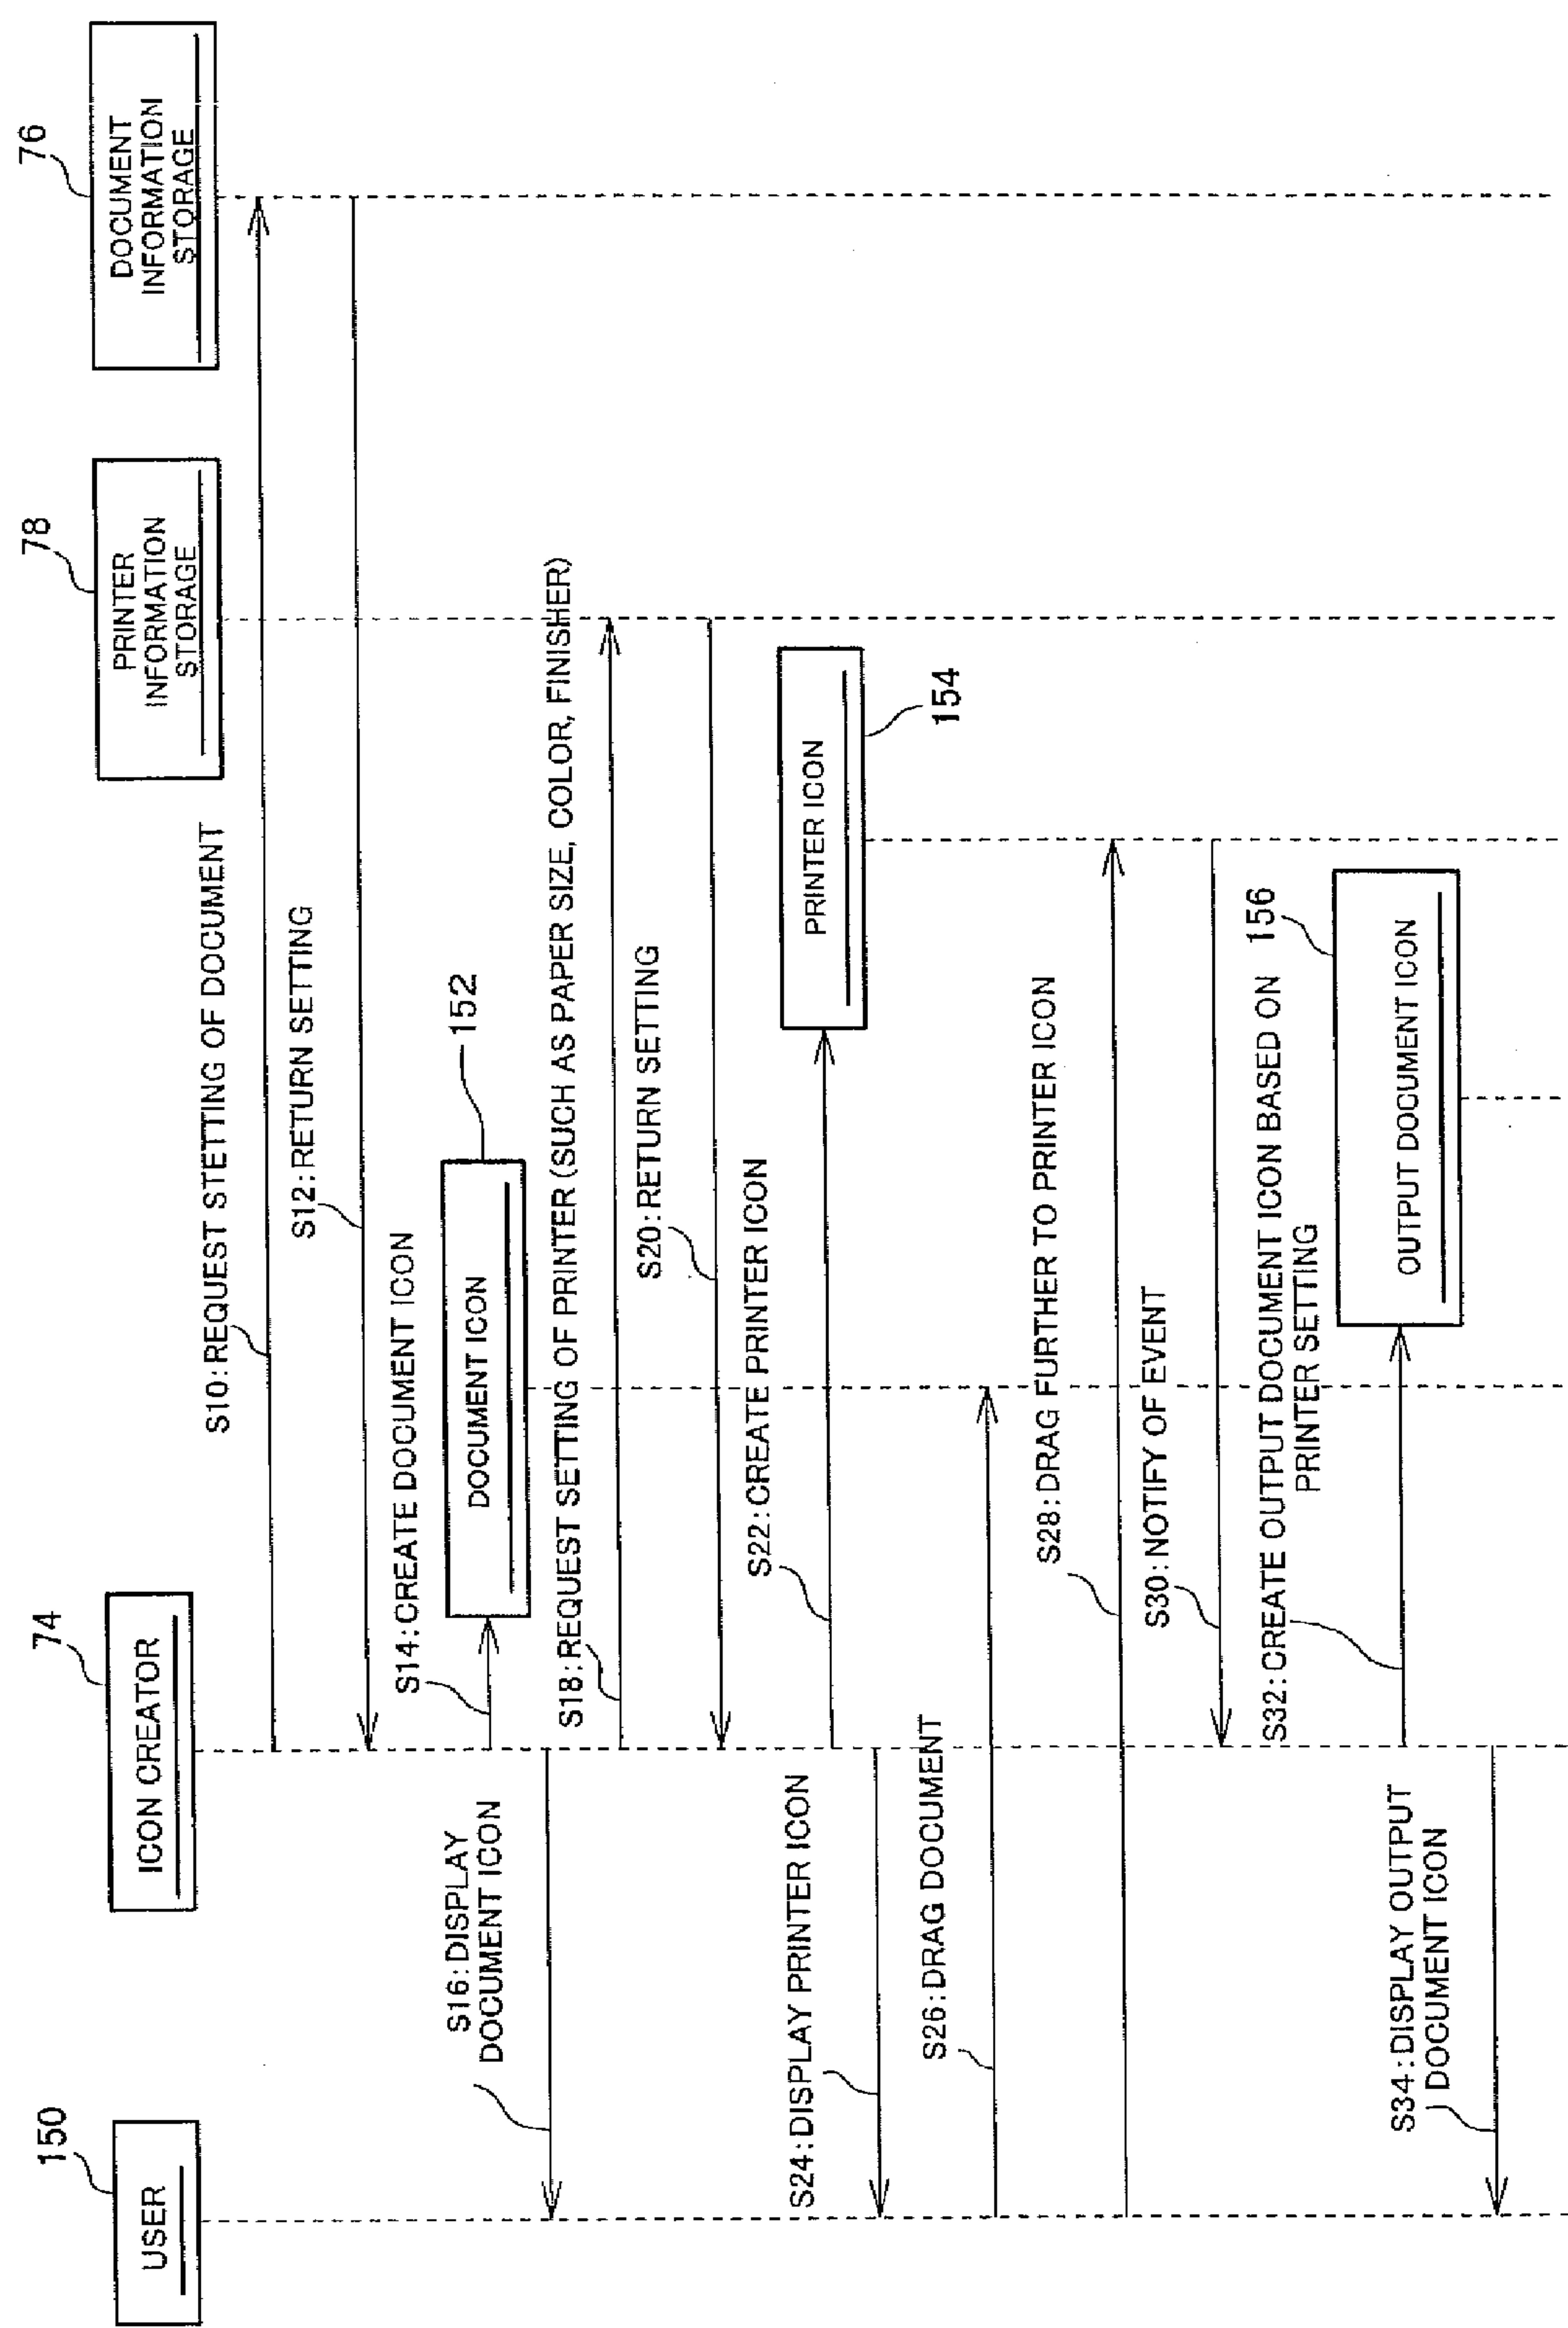 150
USER
74
ICON CREATOR
78
PRINTER
INFORMATION
STORAGE
76
DOCUMENT
INFORMATION
STORAGE
S10:REQUEST STETTING OF DOCUMENT
S12:RETURN SETTING
S14:CREATE DOCUMENT ICON
152
DOCUMENT ICON
S16:DISPLAY
DOCUMENT ICON
S18:REQUEST SETTING OF PRINTER (SUCH AS PAPER SIZE, COLOR, FINISHER)
S20:RETURN SETTING
S22:CREATE PRINTER ICON
PRINTER ICON
154
S24:DISPLAY PRINTER ICON
S26:DRAG DOCUMENT
S28:DRAG FURTHER TO PRINTER ICON
S30:NOTIFY OF EVENT
S32:CREATE OUTPUT DOCUMENT ICON BASED ON
PRINTER SETTING
156
OUTPUT DOCUMENT ICON
S34:DISPLAY OUTPUT
DOCUMENT ICON